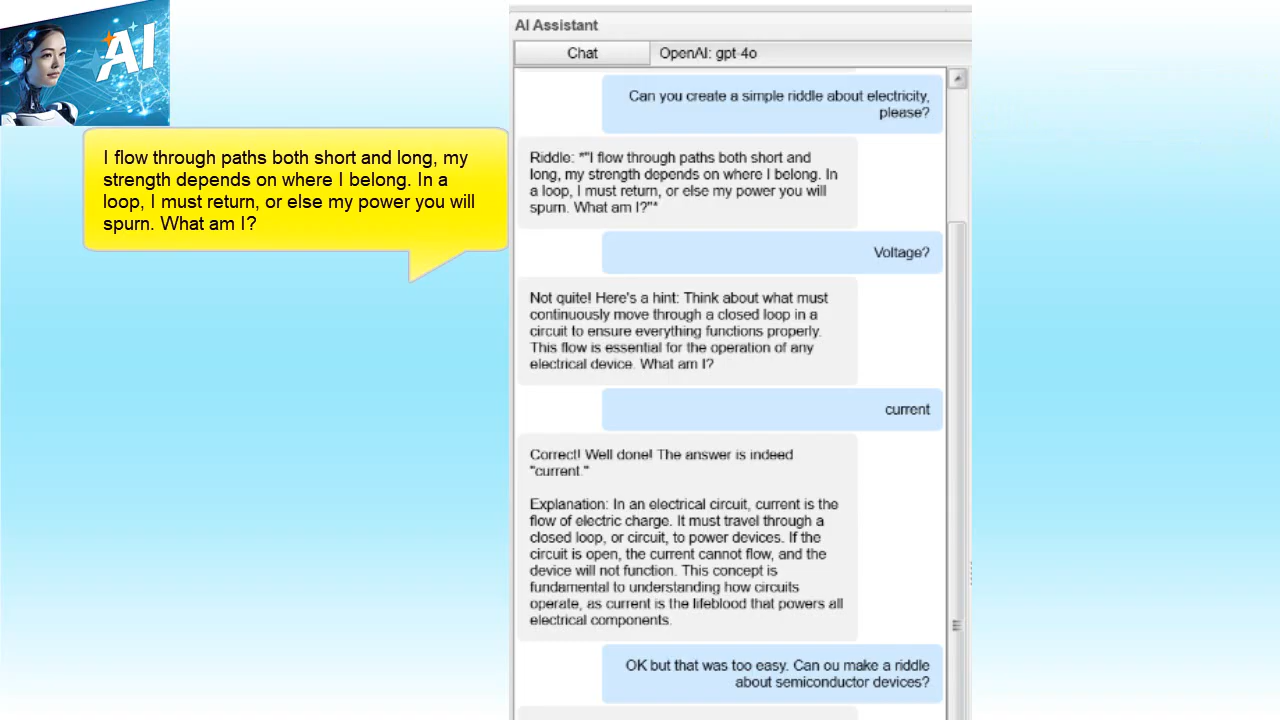 AI
I flow through paths both short and long, my
strength depends on where I belong. In a
loop, I must return, or else my power you will
spurn. What am I?
AI Assistant
Chat
OpenAI: gpt-4o
Can you create a simple riddle about electricity,
please?
Riddle: *"I flow through paths both short and
long, my strength depends on where I belong. In
a loop, I must return, or else my power you will
spurn. What am I?"*
Voltage?
Not quite! Here's a hint: Think about what must
continuously move through a closed loop in a
circuit to ensure everything functions properly.
This flow is essential for the operation of any
electrical device. What am I?
current
Correct! Well done! The answer is indeed
"current."
Explanation: In an electrical circuit, current is the
flow of electric charge. It must travel through a
closed loop, or circuit, to power devices. If the
circuit is open, the current cannot flow, and the
device will not function. This concept is
fundamental to understanding how circuits
operate, as current is the lifeblood that powers all
electrical components.
OK but that was too easy. Can ou make a riddle
about semiconductor devices?